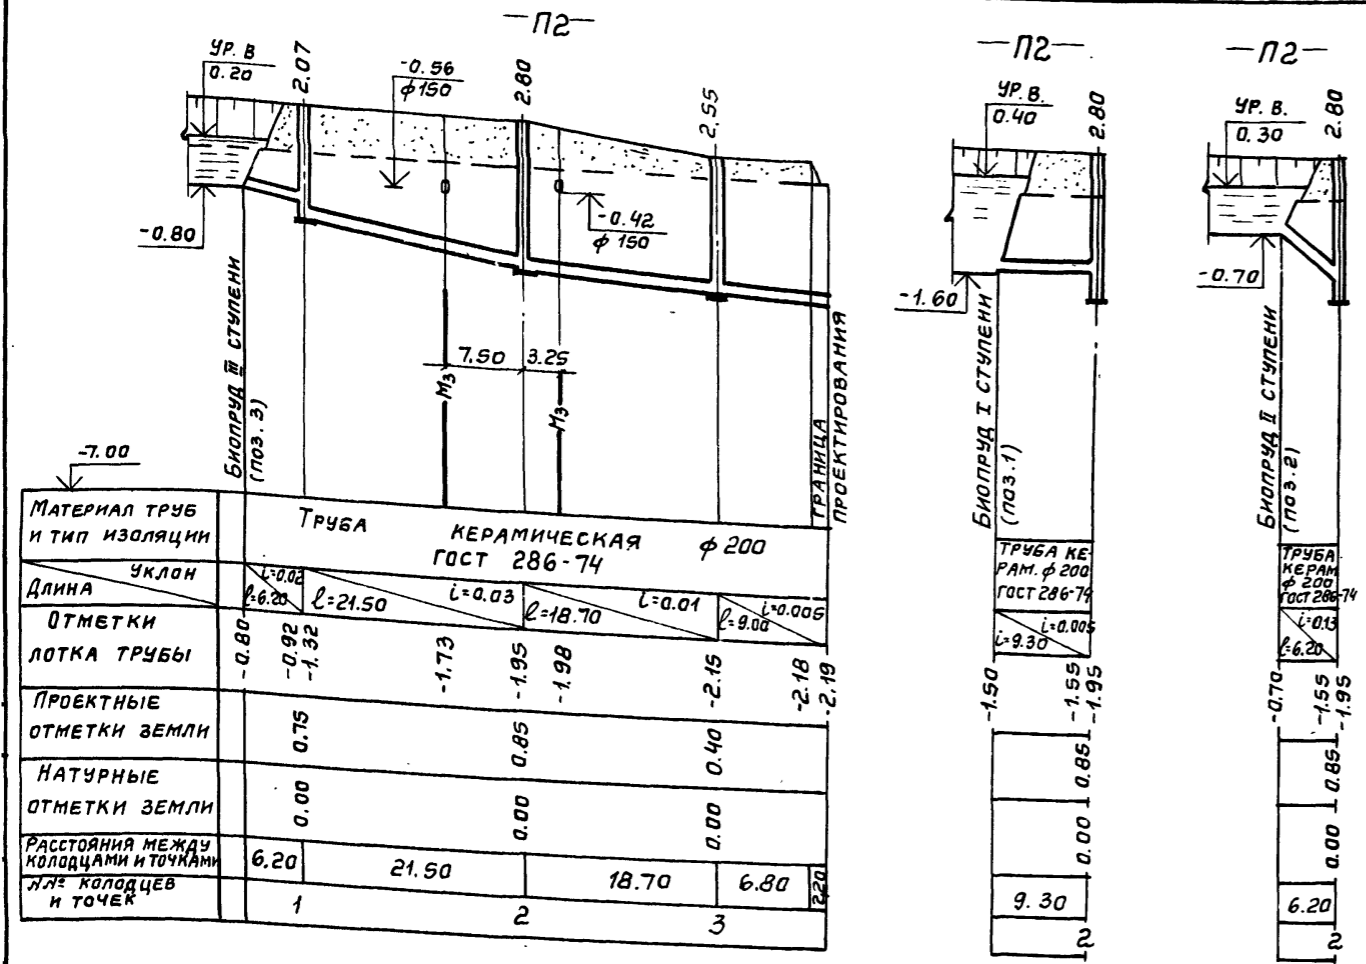 —П2—
УР. В
0.20
2.07
-0.56
ф150
2.80
2.55
-0.80
-0.42
ф 150
7.50
3.25
М3
М3
БИОПРУД III СТУПЕНИ
(ПОЗ. 3)
ГРАНИЦА
ПРОЕКТИРОВАНИЯ
-7.00
МАТЕРИАЛ ТРУБ
И ТИП ИЗОЛЯЦИИ
ТРУБА КЕРАМИЧЕСКАЯ ф 200
ГОСТ 286-74
УКЛОН
ДЛИНА
i=0.02
ℓ=6.20
i=0.03
ℓ=21.50
i=0.01
ℓ=18.70
i=0.005
ℓ=9.00
ОТМЕТКИ
ЛОТКА ТРУБЫ
-0.80
-0.92
-1.32
-1.73
-1.95
-1.98
-2.15
-2.18
-2.19
ПРОЕКТНЫЕ
ОТМЕТКИ ЗЕМЛИ
0.75
0.85
0.40
НАТУРНЫЕ
ОТМЕТКИ ЗЕМЛИ
0.00
0.00
0.00
РАССТОЯНИЯ МЕЖДУ
КОЛОДЦАМИ И ТОЧКАМИ
6.20
21.50
18.70
6.80
2.20
№№ КОЛОДЦЕВ
И ТОЧЕК
1
2
3
—П2—
УР. В.
0.40
2.80
-1.60
БИОПРУД I СТУПЕНИ
(ПОЗ.1)
ТРУБА КЕ-
РАМ. ф 200
ГОСТ 286-74
i=0.005
i=9.30
-1.50
-1.55
-1.95
0.85
0.00
9.30
2
—П2—
УР. В.
0.30
2.80
-0.70
БИОПРУД II СТУПЕНИ
(ПОЗ.2)
ТРУБА
КЕРАМ
ф 200
ГОСТ 286-74
i=0.13
ℓ=6.20
-0.70
-1.55
-1.95
0.85
0.00
6.20
2